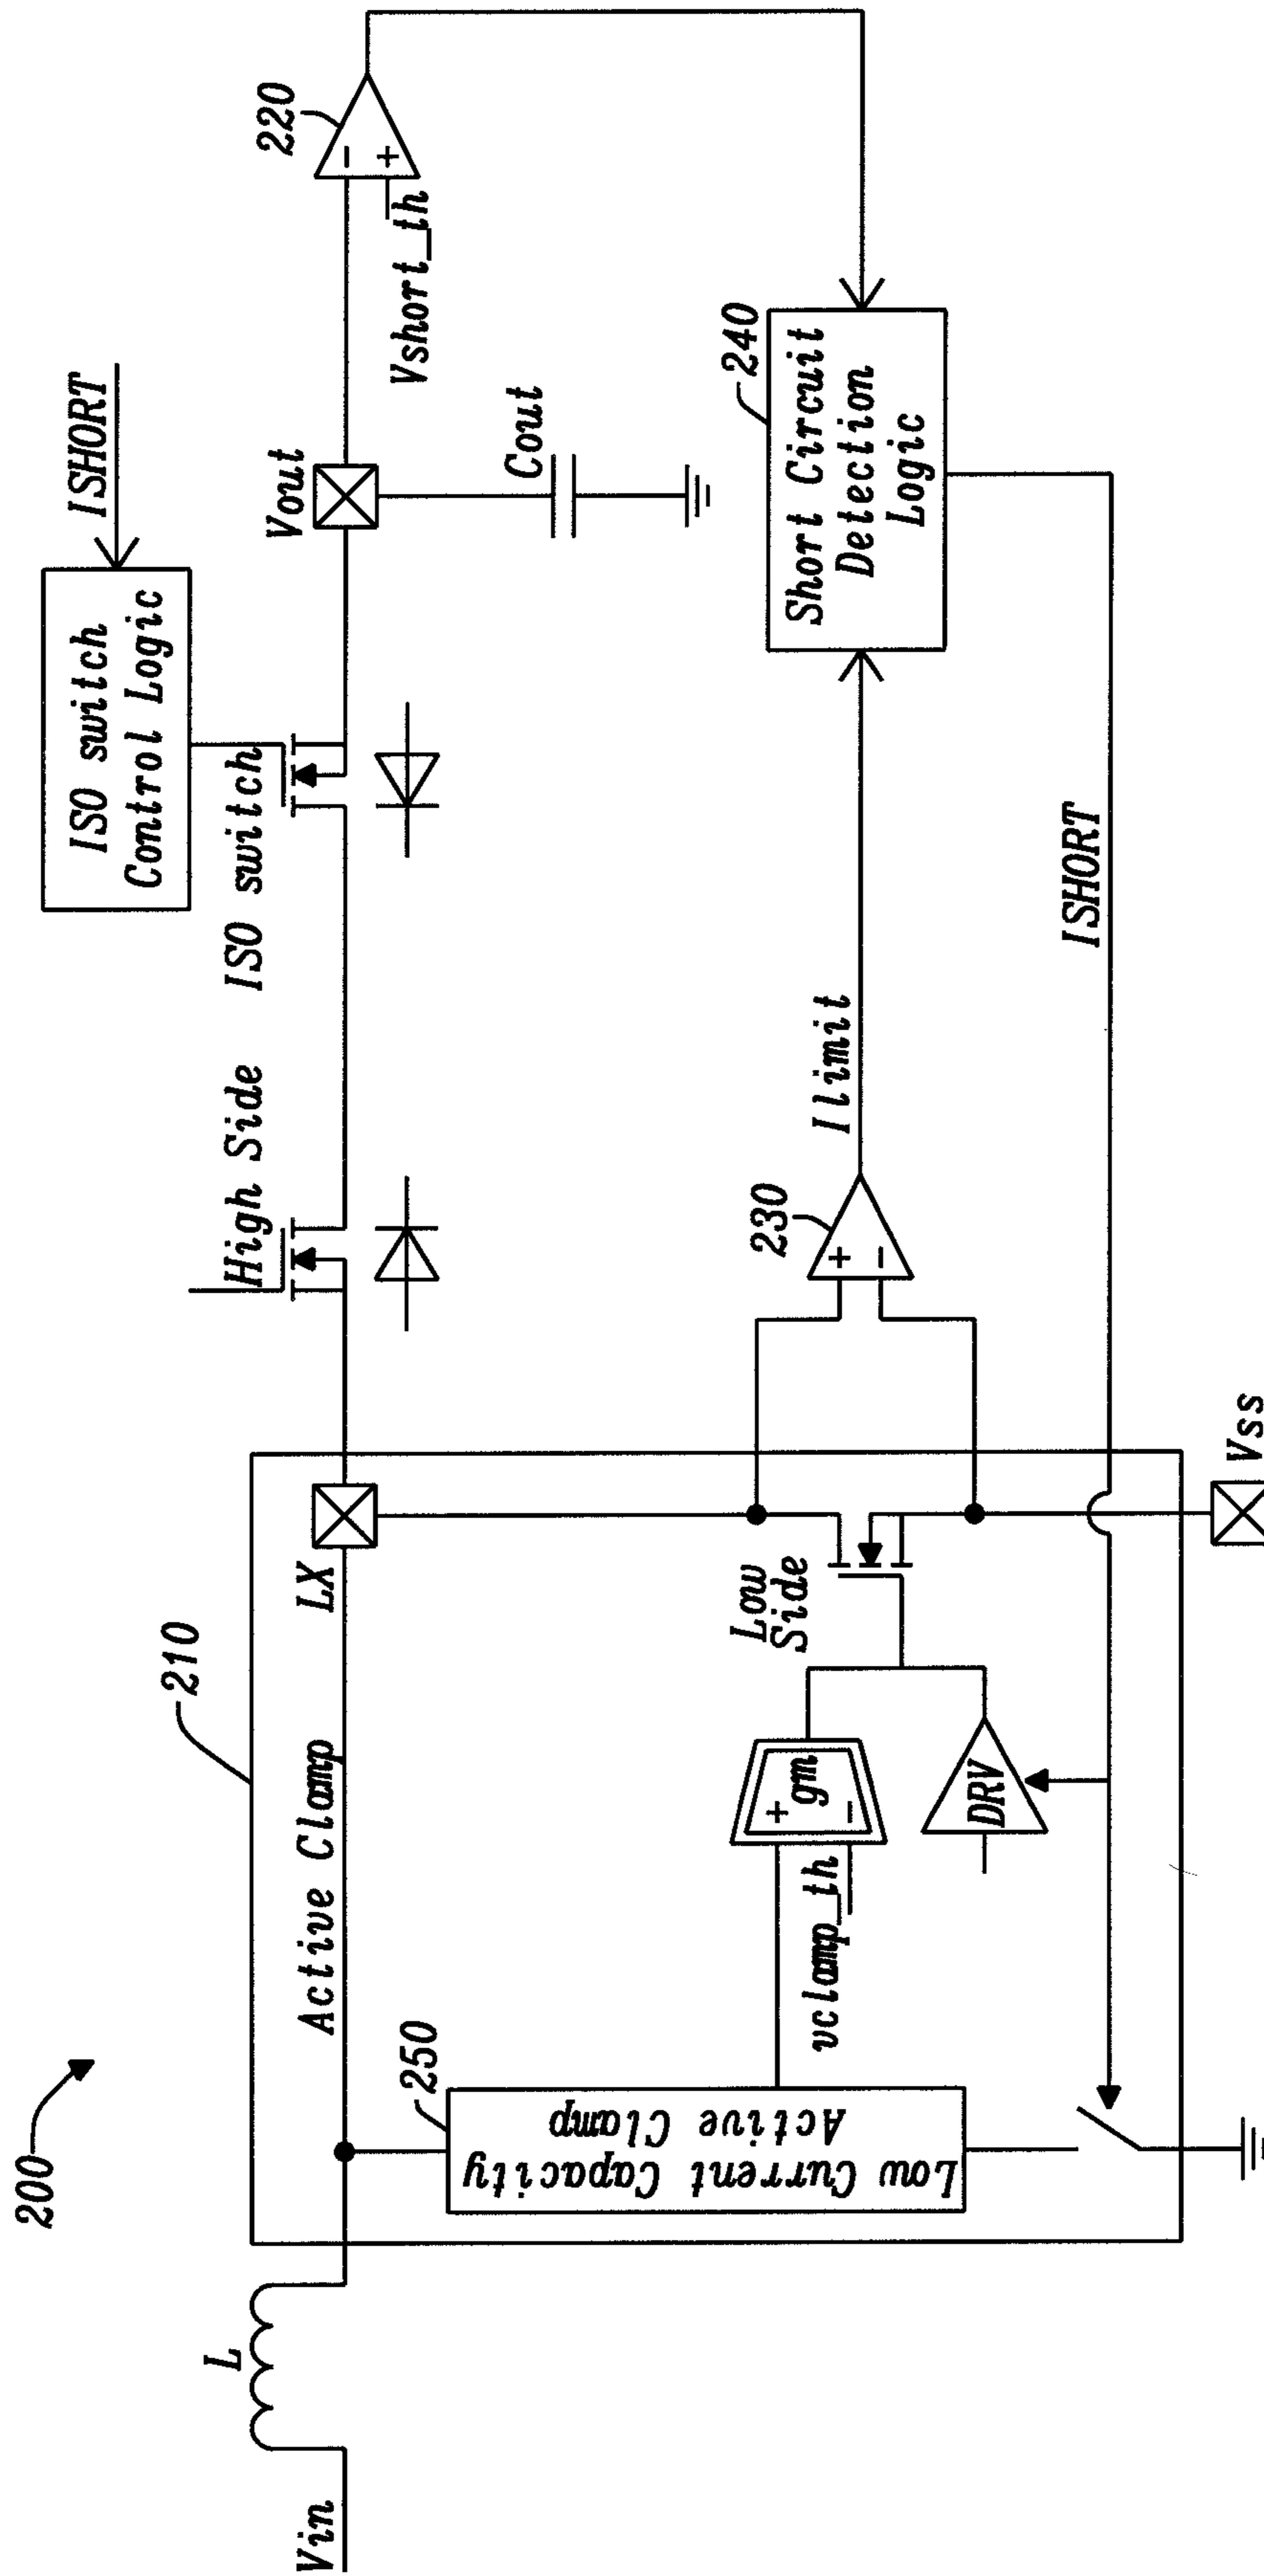 200
Vin
L
210
Active Clamp
LX
High Side
ISO switch
ISO switch
Control Logic
ISHORT
Vout
220
-
+
Vshort_th
Cout
250
Low Current Capacity
Active Clamp
vclamp_th
+
-
gm
DRV
Low
Side
230
+
-
Ilimit
240
Short Circuit
Detection
Logic
ISHORT
Vss